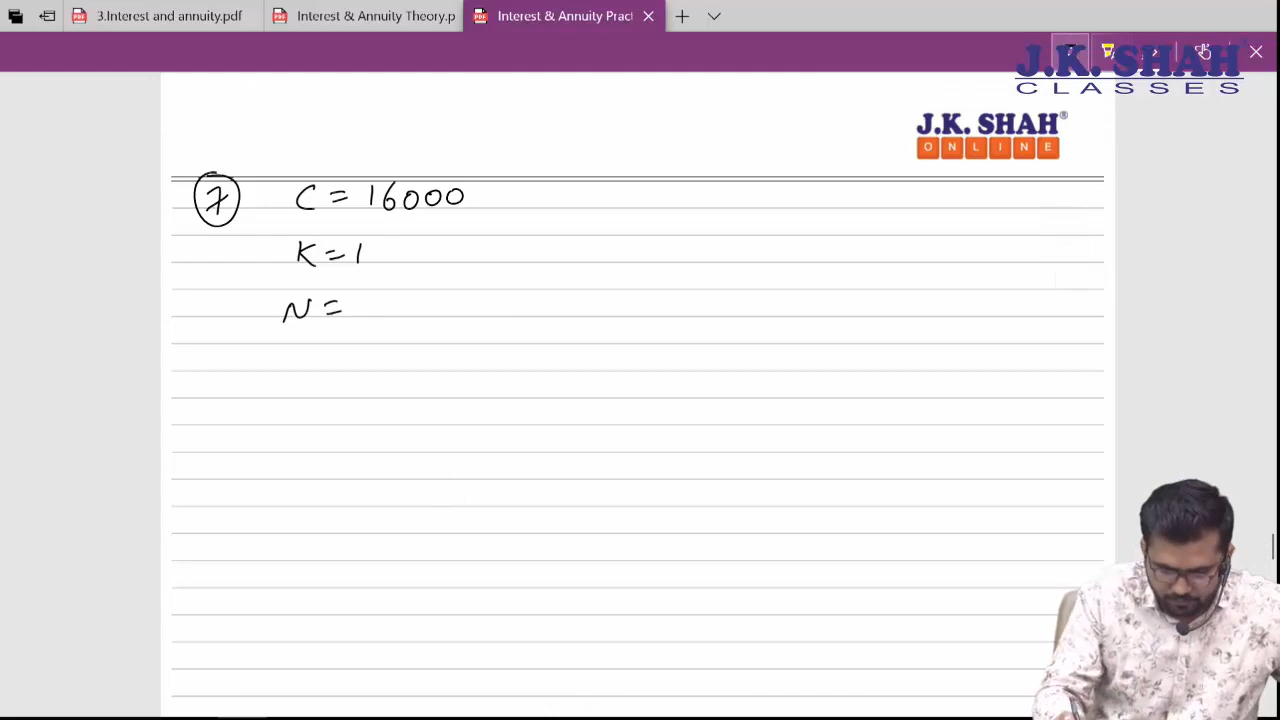 3.Interest and annuity.pdf
Interest & Annuity Theory.p
Interest & Annuity Pract
J.K. SHAH
CLASSES
J.K. SHAH®
ONLINE
7 C = 16000
K = 1
N =